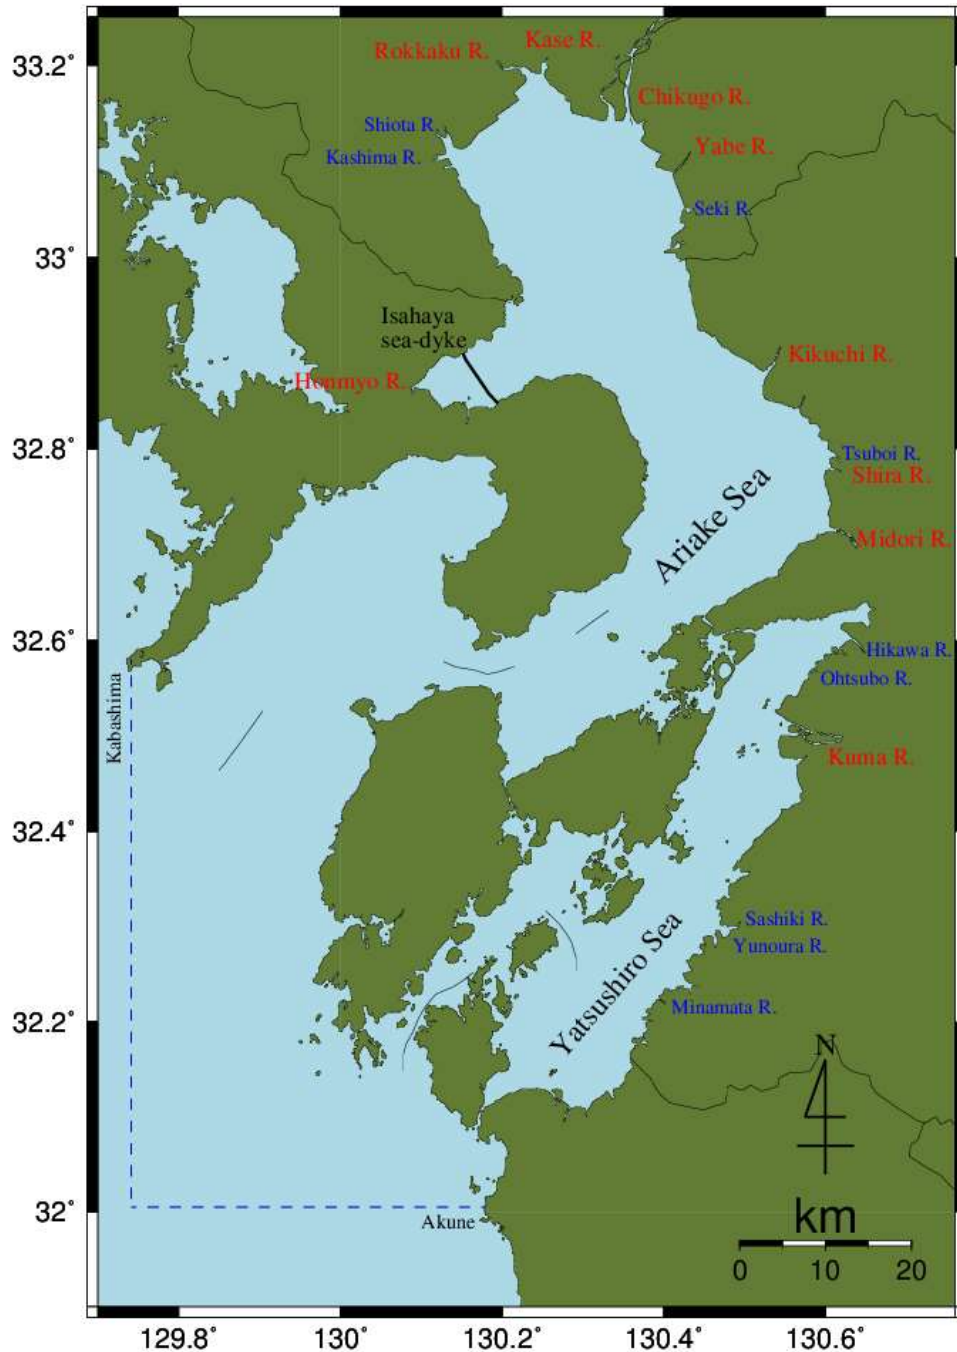 33.2°
33°
32.8°
32.6°
32.4°
32.2°
32°
Rokkaku R.
Kase R.
Chikugo R.
Shiota R.
Kashima R.
Yabe R.
Seki R.
Isahaya
sea-dyke
Honmyo R.
Kikuchi R.
Tsuboi R.
Shira R.
Ariake Sea
Midori R.
Hikawa R.
Ohtsubo R.
Kabashima
Kuma R.
Sashiki R.
Yunoura R.
Yatsushiro Sea
Minamata R.
N
Akune
km
0 10 20
129.8° 130° 130.2° 130.4° 130.6°